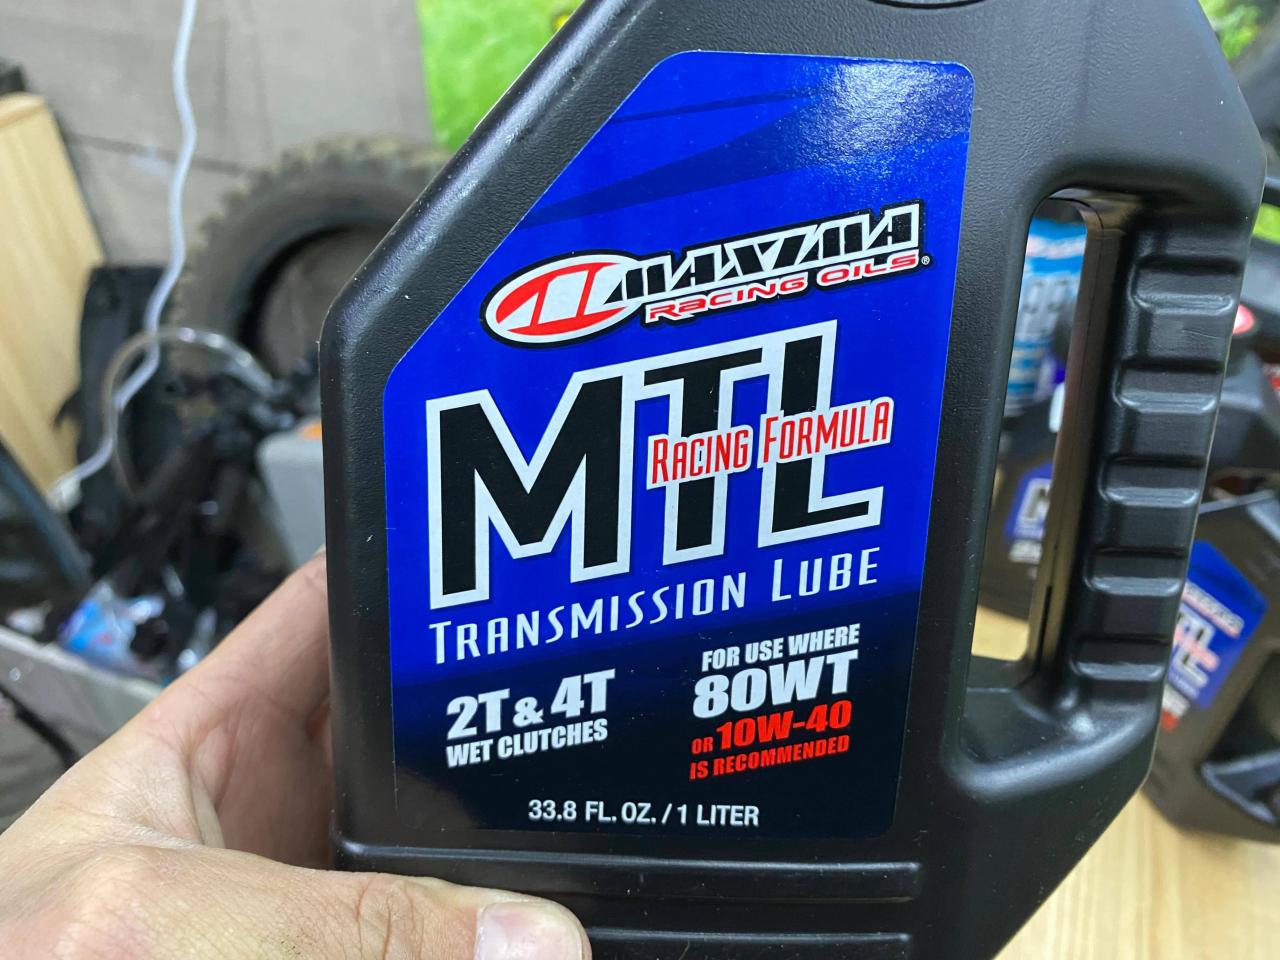 MAXIMA
RACING OILS®
MTL
RACING FORMULA
TRANSMISSION LUBE
2T & 4T
WET CLUTCHES
FOR USE WHERE
80WT
OR 10W-40
IS RECOMMENDED
33.8 FL. OZ. / 1 LITER